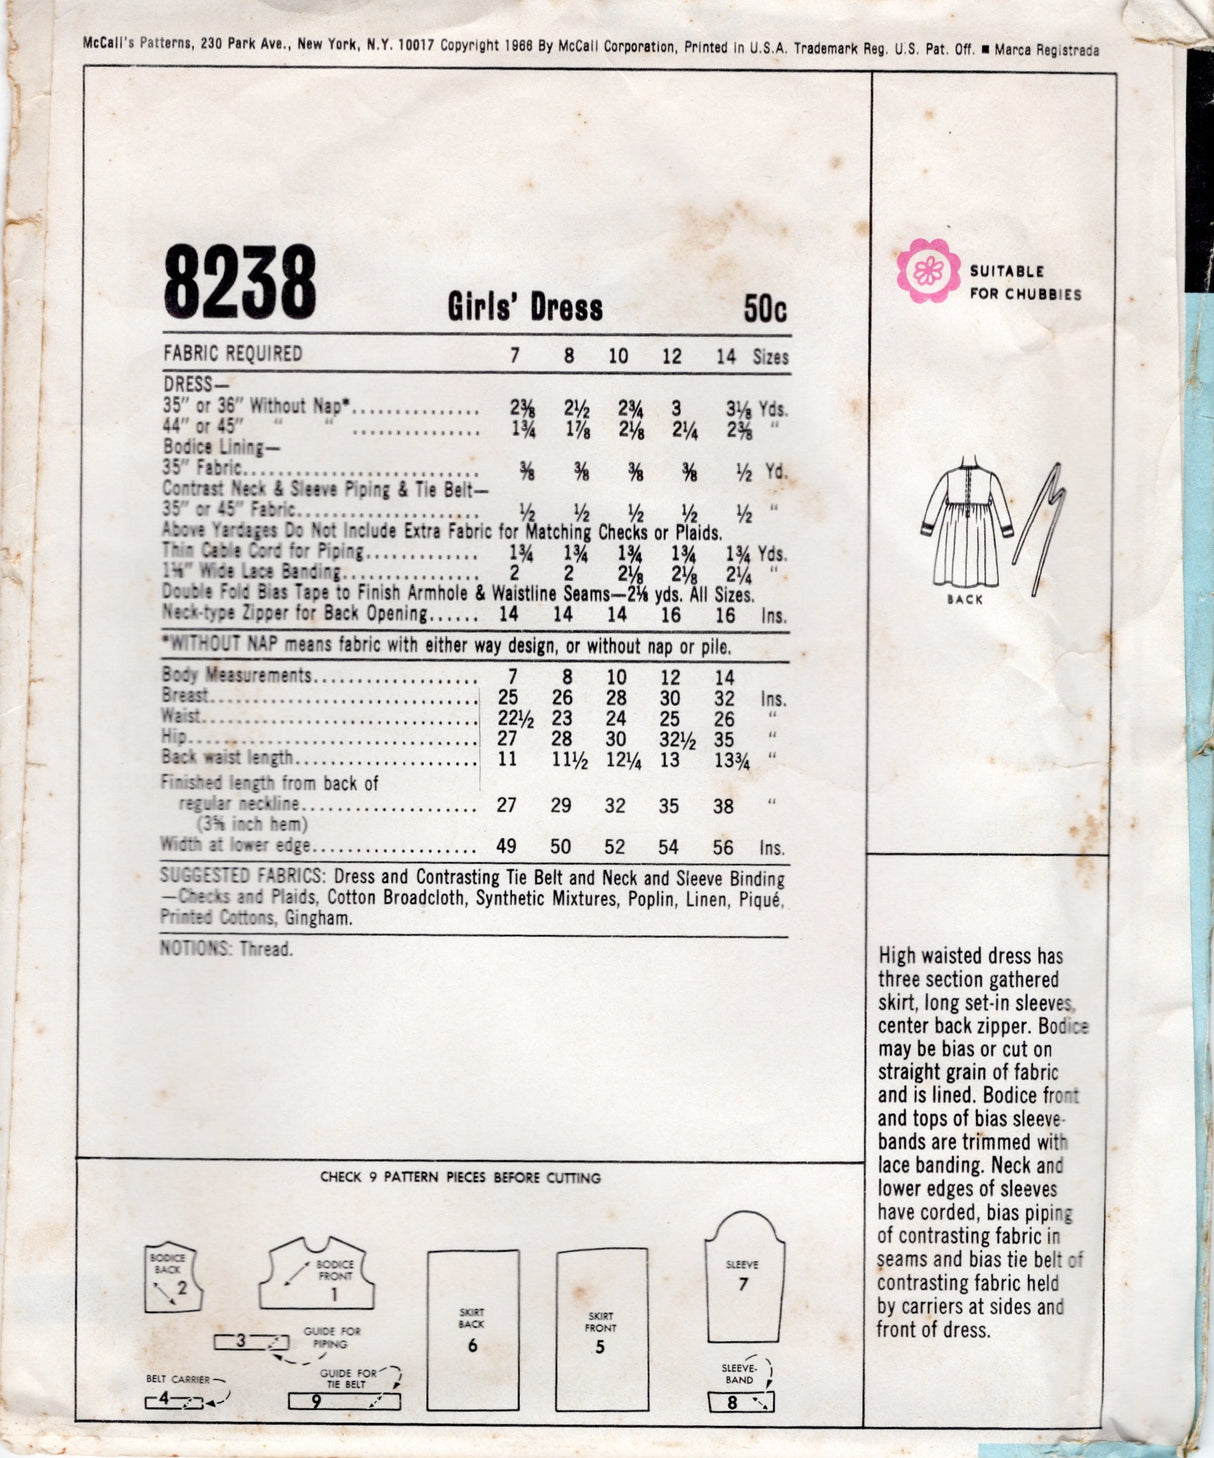 McCall's Patterns, 230 Park Ave., New York, N.Y. 10017 Copyright 1966 By McCall Corporation, Printed in U.S.A. Trademark Reg. U.S. Pat. Off. ■ Marca Registrada
8238 Girls' Dress 50c
FABRIC REQUIRED 7 8 10 12 14 Sizes
DRESS—
35" or 36" Without Nap*............... 2⅜ 2½ 2¾ 3 3⅛ Yds.
44" or 45" " " ............... 1¾ 1⅞ 2⅛ 2¼ 2⅜ "
Bodice Lining—
35" Fabric........................... ⅜ ⅜ ⅜ ⅜ ½ Yd.
Contrast Neck & Sleeve Piping & Tie Belt—
35" or 45" Fabric..................... ½ ½ ½ ½ ½ "
Above Yardages Do Not Include Extra Fabric for Matching Checks or Plaids.
Thin Cable Cord for Piping............. 1¾ 1¾ 1¾ 1¾ 1¾ Yds.
Wide Lace Banding................ 2 2 2⅛ 2⅛ 2¼ "
Double Fold Bias Tape to Finish Armhole & Waistline Seams—2⅛ yds. All Sizes.
Neck-type Zipper for Back Opening...... 14 14 14 16 16 Ins.
*WITHOUT NAP means fabric with either way design, or without nap or pile.
Body Measurements................... 7 8 10 12 14
Breast............................... 25 26 28 30 32 Ins.
Waist................................ 22½ 23 24 25 26 "
Hip.................................. 27 28 30 32½ 35 "
Back waist length..................... 11 11½ 12¼ 13 13¾ "
Finished length from back of
regular neckline.................... 27 29 32 35 38 "
(3⅝ inch hem)
Width at lower edge................... 49 50 52 54 56 Ins.
SUGGESTED FABRICS: Dress and Contrasting Tie Belt and Neck and Sleeve Binding
—Checks and Plaids, Cotton Broadcloth, Synthetic Mixtures, Poplin, Linen, Piqué,
Printed Cottons, Gingham.
NOTIONS: Thread.
SUITABLE
FOR CHUBBIES
BACK
High waisted dress has
three section gathered
skirt, long set-in sleeves,
center back zipper. Bodice
may be bias or cut on
straight grain of fabric
and is lined. Bodice front
and tops of bias sleeve-
bands are trimmed with
lace banding. Neck and
lower edges of sleeves
have corded, bias piping
of contrasting fabric in
seams and bias tie belt of
contrasting fabric held
by carriers at sides and
front of dress.
CHECK 9 PATTERN PIECES BEFORE CUTTING
BODICE
BACK
2
BODICE
FRONT
1
3
GUIDE FOR
PIPING
BELT CARRIER
4
GUIDE FOR
TIE BELT
9
SKIRT
BACK
6
SKIRT
FRONT
5
SLEEVE
7
SLEEVE-
BAND
8